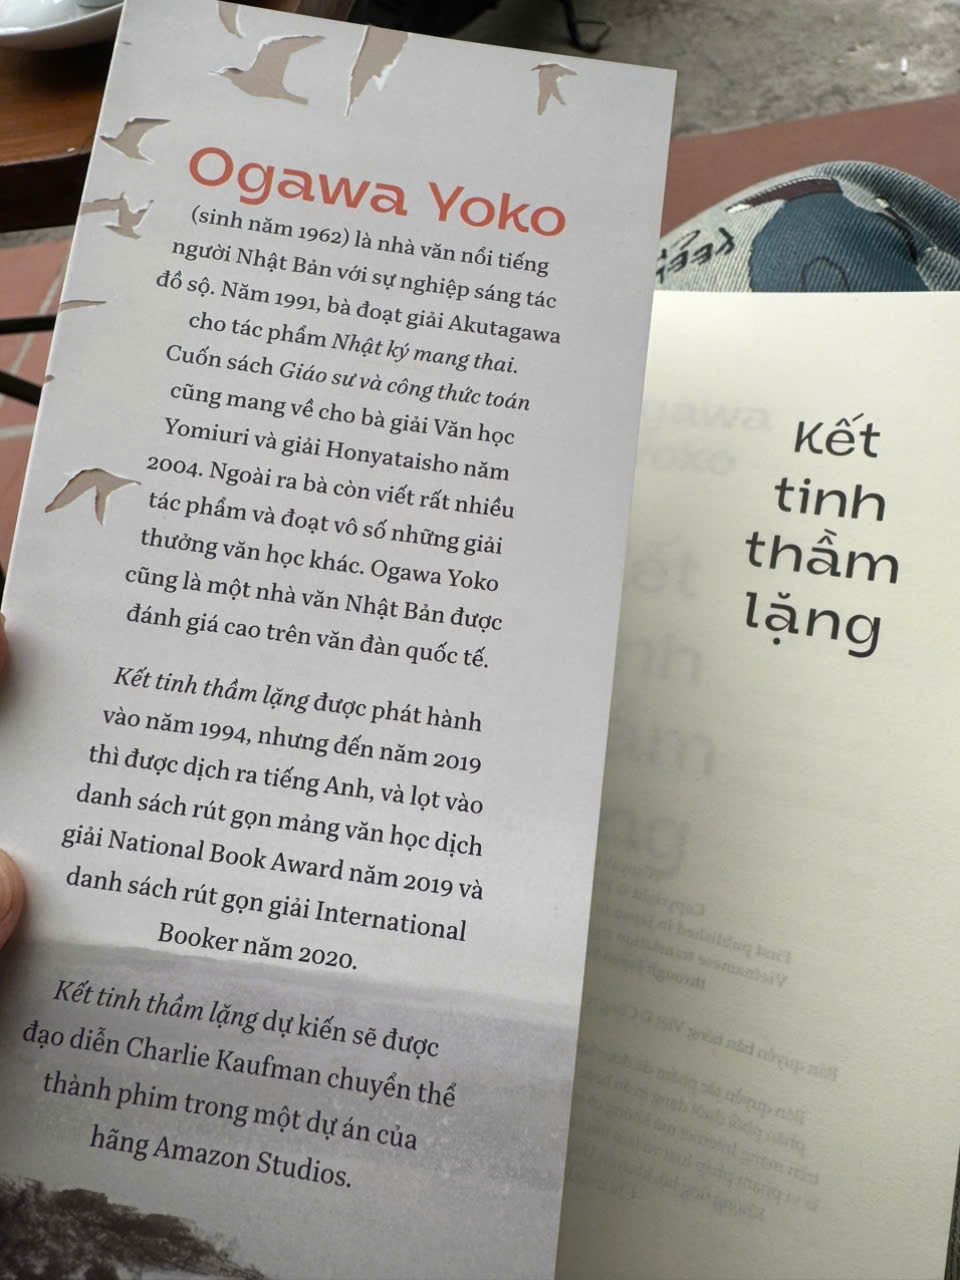 Ogawa Yoko
(sinh năm 1962) là nhà văn nổi tiếng
người Nhật Bản với sự nghiệp sáng tác
đồ sộ. Năm 1991, bà đoạt giải Akutagawa
cho tác phẩm Nhật ký mang thai.
Cuốn sách Giáo sư và công thức toán
cũng mang về cho bà giải Văn học
Yomiuri và giải Honyataisho năm
2004. Ngoài ra bà còn viết rất nhiều
tác phẩm và đoạt vô số những giải
thưởng văn học khác. Ogawa Yoko
cũng là một nhà văn Nhật Bản được
đánh giá cao trên văn đàn quốc tế.
Kết tinh thầm lặng được phát hành
vào năm 1994, nhưng đến năm 2019
thì được dịch ra tiếng Anh, và lọt vào
danh sách rút gọn mảng văn học dịch
giải National Book Award năm 2019 và
danh sách rút gọn giải International
Booker năm 2020.
Kết tinh thầm lặng dự kiến sẽ được
đạo diễn Charlie Kaufman chuyển thể
thành phim trong một dự án của
hãng Amazon Studios.
Kết
tinh
thầm
lặng